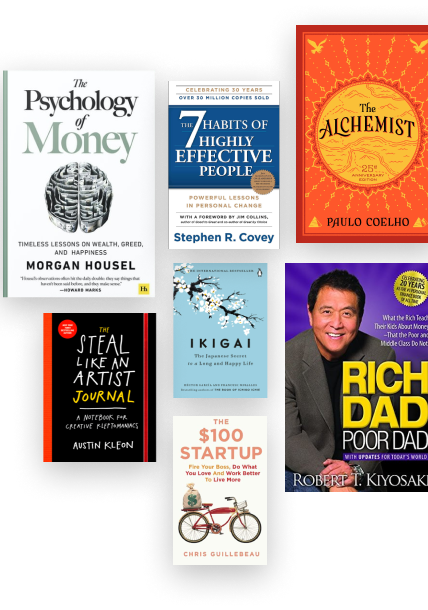 The
Psychology
of
Money
TIMELESS LESSONS ON WEALTH, GREED,
AND HAPPINESS
MORGAN HOUSEL
—HOWARD MARKS
CELEBRATING 30 YEARS
OVER 30 MILLION COPIES SOLD
THE 7 HABITS OF
HIGHLY
EFFECTIVE
PEOPLE
POWERFUL LESSONS
IN PERSONAL CHANGE
WITH A FOREWORD BY JIM COLLINS,
Stephen R. Covey
The
ALCHEMIST
25TH
ANNIVERSARY
EDITION
PAULO COELHO
THE
STEAL
LIKE AN
ARTIST
JOURNAL
A NOTEBOOK FOR
CREATIVE KLEPTOMANIACS
AUSTIN KLEON
THE INTERNATIONAL BESTSELLER
IKIGAI
The Japanese Secret
to a Long and Happy Life
THE
$100
STARTUP
Fire Your Boss, Do What
You Love And Work Better
To Live More
CHRIS GUILLEBEAU
CELEBRATING
20 YEARS
What the Rich Teach
Their Kids About Money
–That the Poor and
Middle Class Do Not
RICH
DAD
POOR DAD
WITH UPDATES FOR TODAY'S WORLD
ROBERT T. KIYOSAK